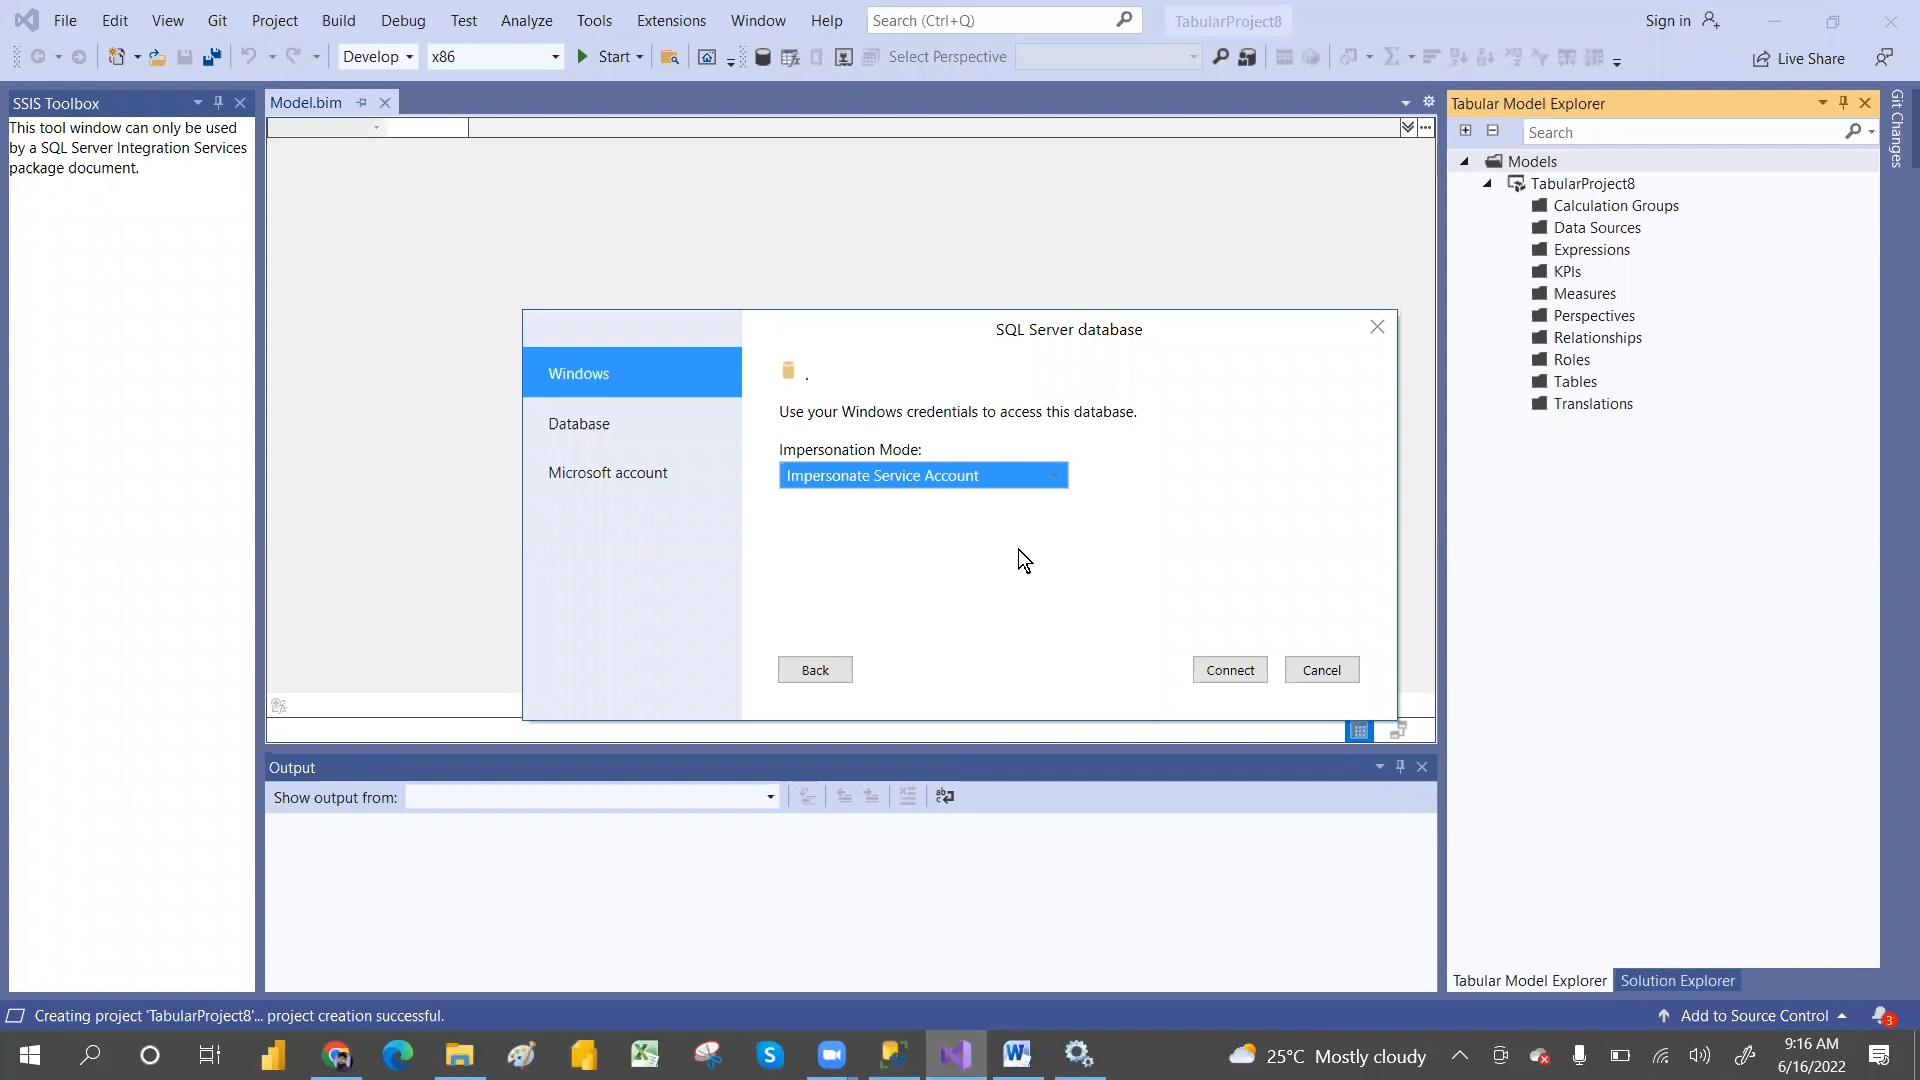 File Edit View Git Project Build Debug Test Analyze Tools Extensions Window Help Search (Ctrl+Q) TabularProject8 Sign in
Develop x86 Start Select Perspective Live Share
SSIS Toolbox
This tool window can only be used
by a SQL Server Integration Services
package document.
Model.bim
SQL Server database
Windows
Database
Microsoft account
.
Use your Windows credentials to access this database.
Impersonation Mode:
Impersonate Service Account
Back Connect Cancel
Output
Show output from:
Tabular Model Explorer
Search
Models
TabularProject8
Calculation Groups
Data Sources
Expressions
KPIs
Measures
Perspectives
Relationships
Roles
Tables
Translations
Tabular Model Explorer Solution Explorer
Git Changes
Creating project 'TabularProject8'... project creation successful. Add to Source Control 3
25°C Mostly cloudy
9:16 AM
6/16/2022